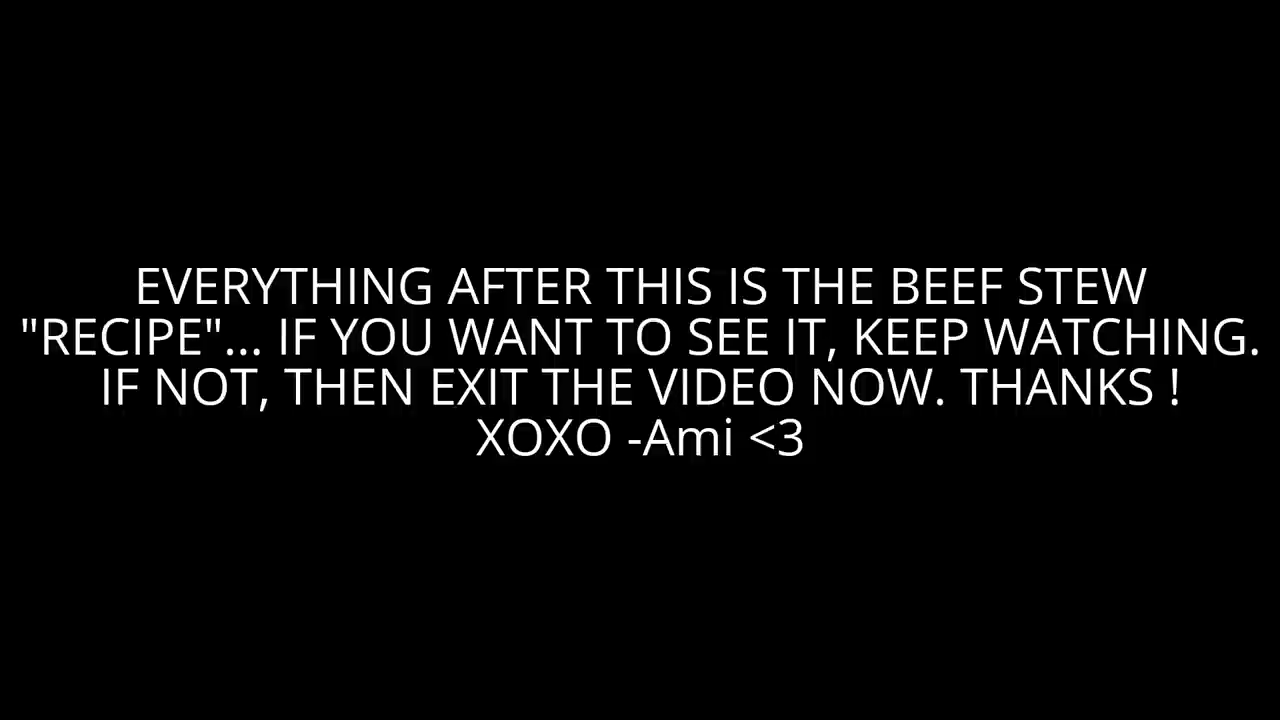 EVERYTHING AFTER THIS IS THE BEEF STEW
"RECIPE"... IF YOU WANT TO SEE IT, KEEP WATCHING.
IF NOT, THEN EXIT THE VIDEO NOW. THANKS !
XOXO -Ami <3